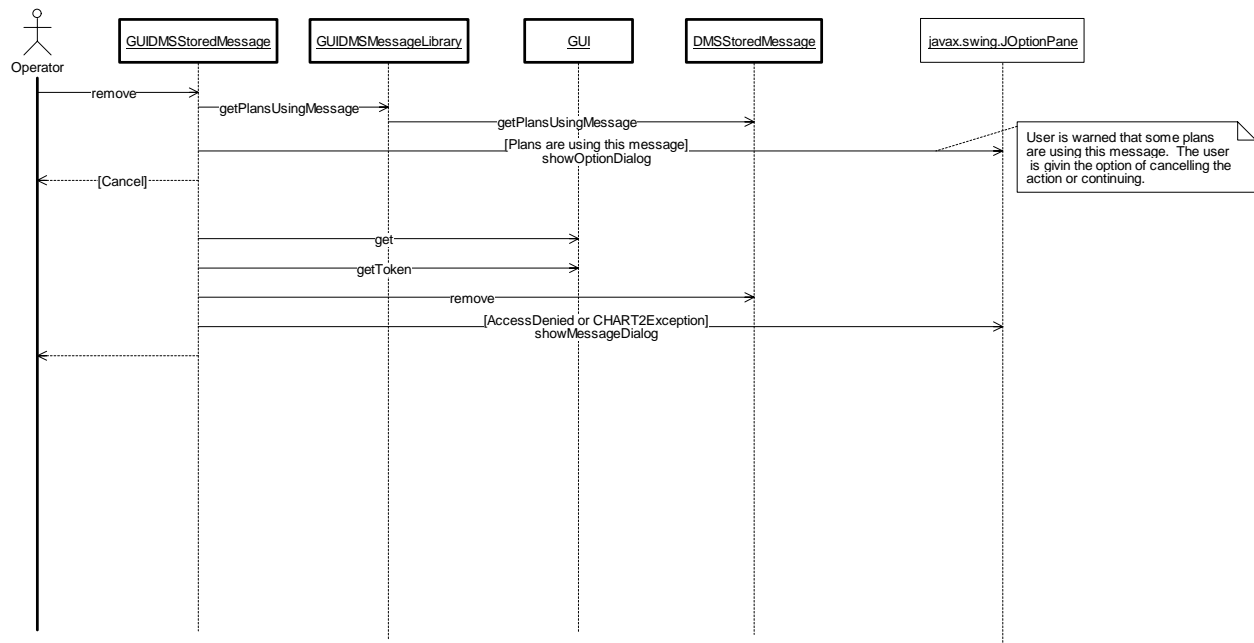 Operator
GUIDMSStoredMessage
GUIDMSMessageLibrary
GUI
DMSStoredMessage
javax.swing.JOptionPane
remove
getPlansUsingMessage
getPlansUsingMessage
[Plans are using this message]
showOptionDialog
User is warned that some plans
are using this message. The user
is givin the option of cancelling the
action or continuing.
[Cancel]
get
getToken
remove
[AccessDenied or CHART2Exception]
showMessageDialog